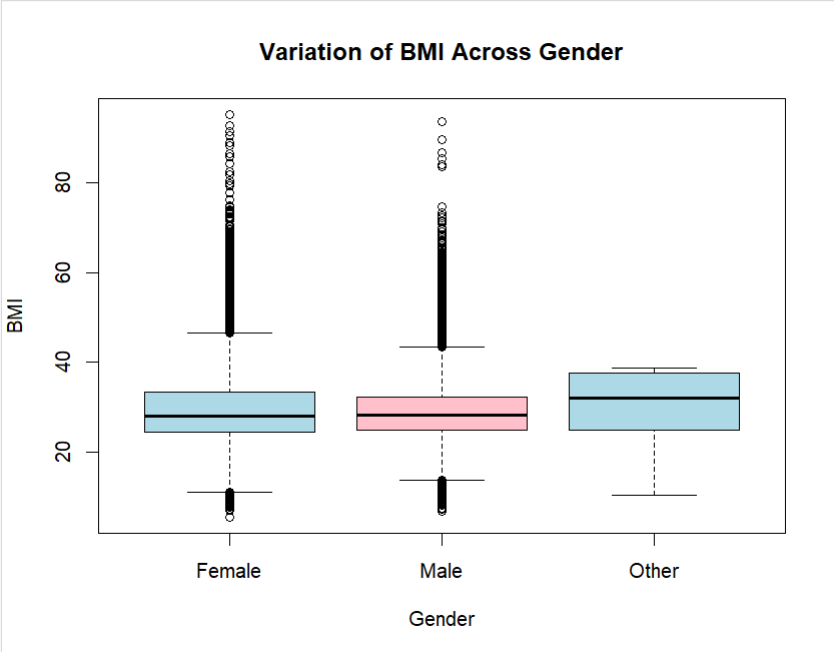 Variation of BMI Across Gender
80
60
40
20
BMI
Female Male Other
Gender